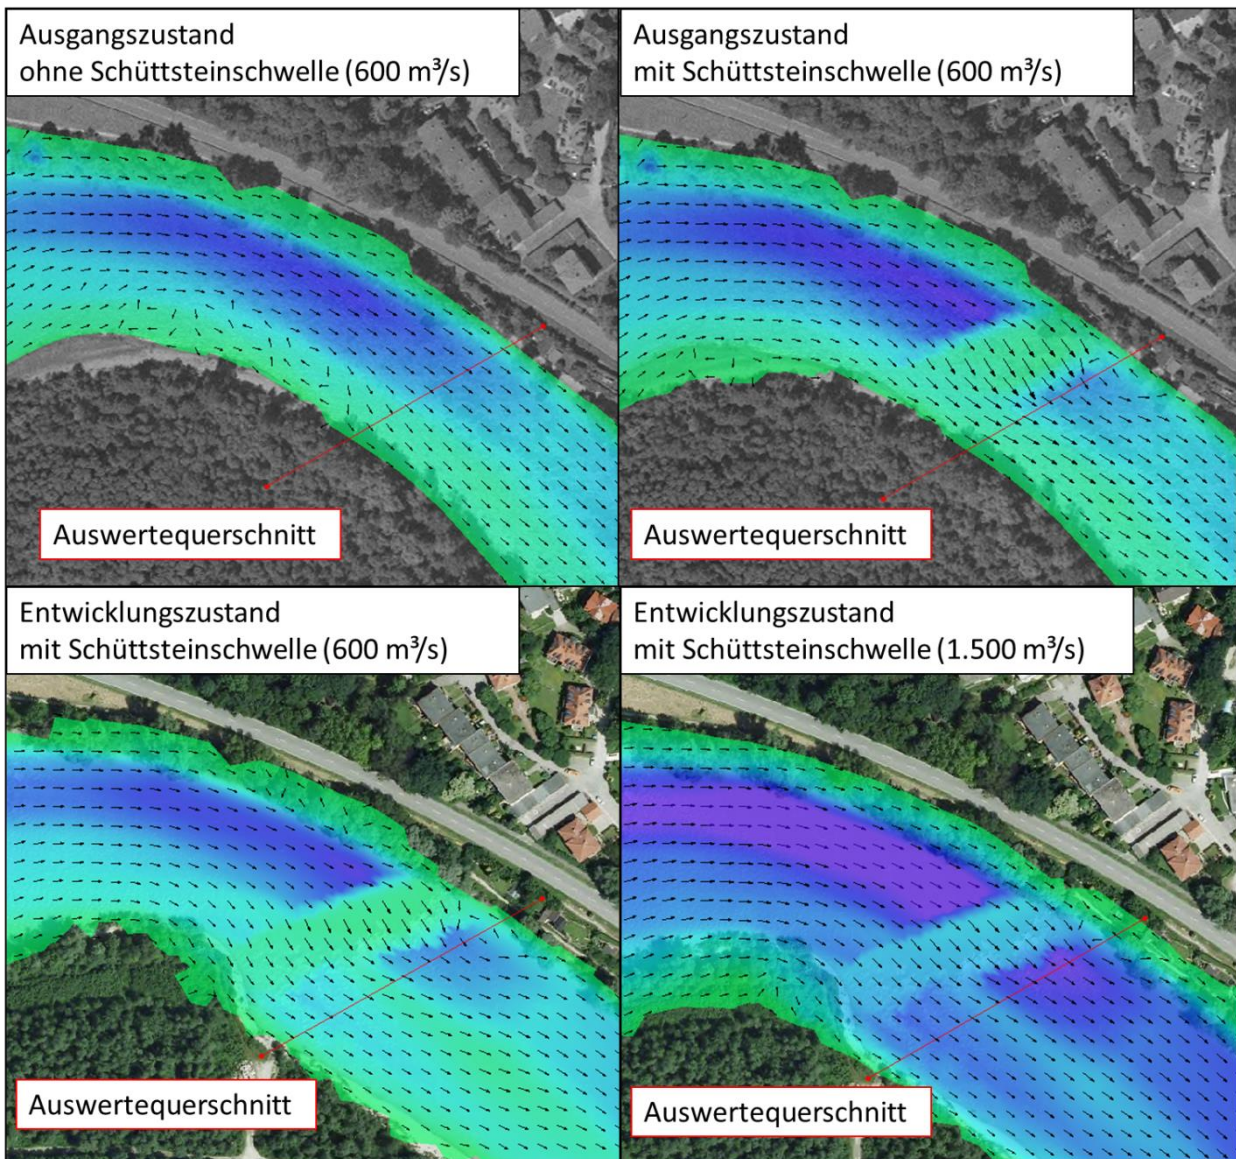 Ausgangszustand
ohne Schüttsteinschwelle (600 m³/s)
Ausgangszustand
mit Schüttsteinschwelle (600 m³/s)
Auswertequerschnitt
Auswertequerschnitt
Entwicklungszustand
mit Schüttsteinschwelle (600 m³/s)
Entwicklungszustand
mit Schüttsteinschwelle (1.500 m³/s)
Auswertequerschnitt
Auswertequerschnitt